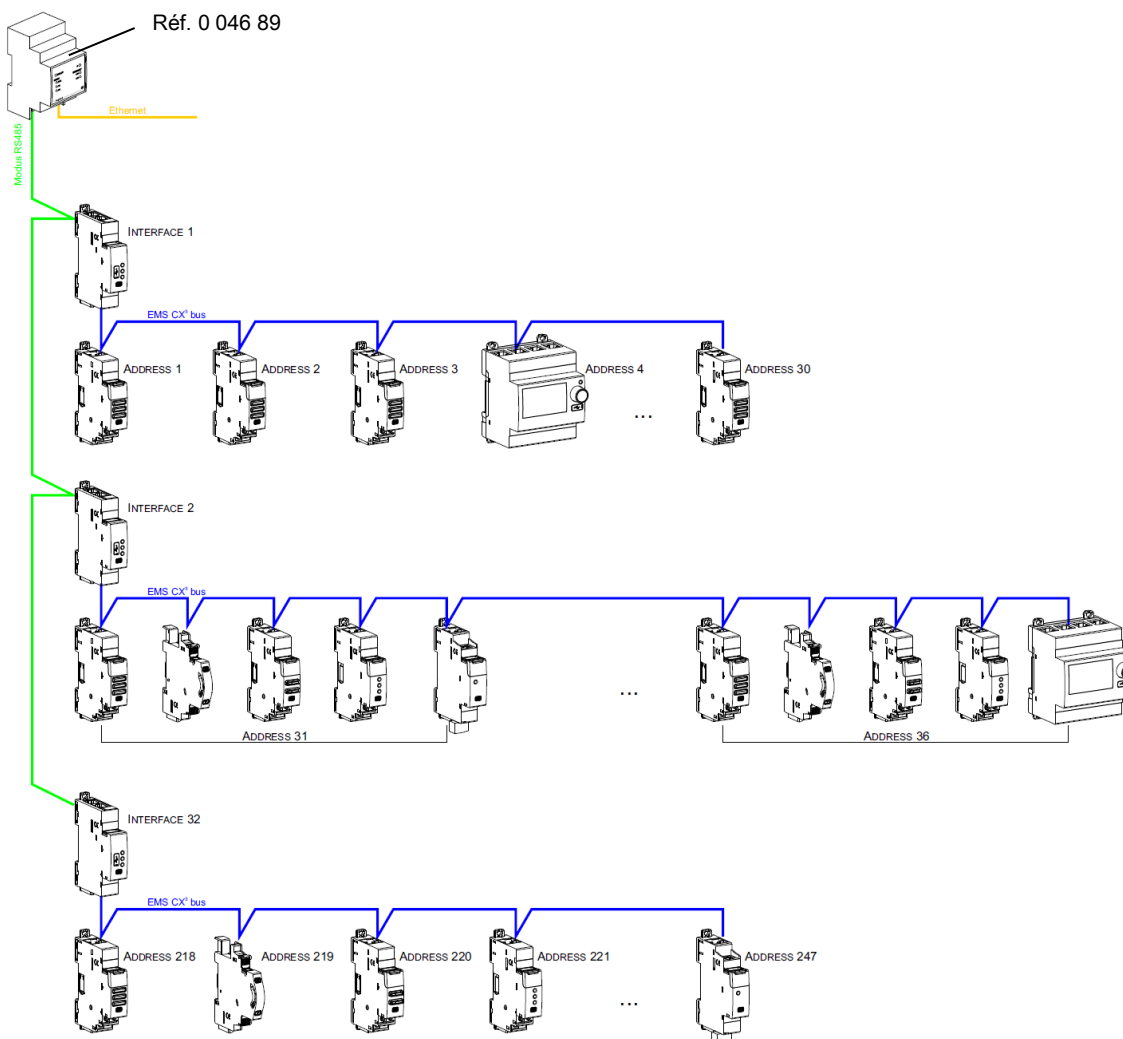 Réf. 0 046 89
Ethernet
Modus RS485
INTERFACE 1
EMS CX³ bus
ADDRESS 1
ADDRESS 2
ADDRESS 3
ADDRESS 4
ADDRESS 30
...
INTERFACE 2
EMS CX³ bus
...
ADDRESS 31
ADDRESS 36
INTERFACE 32
EMS CX³ bus
ADDRESS 218
ADDRESS 219
ADDRESS 220
ADDRESS 221
ADDRESS 247
...